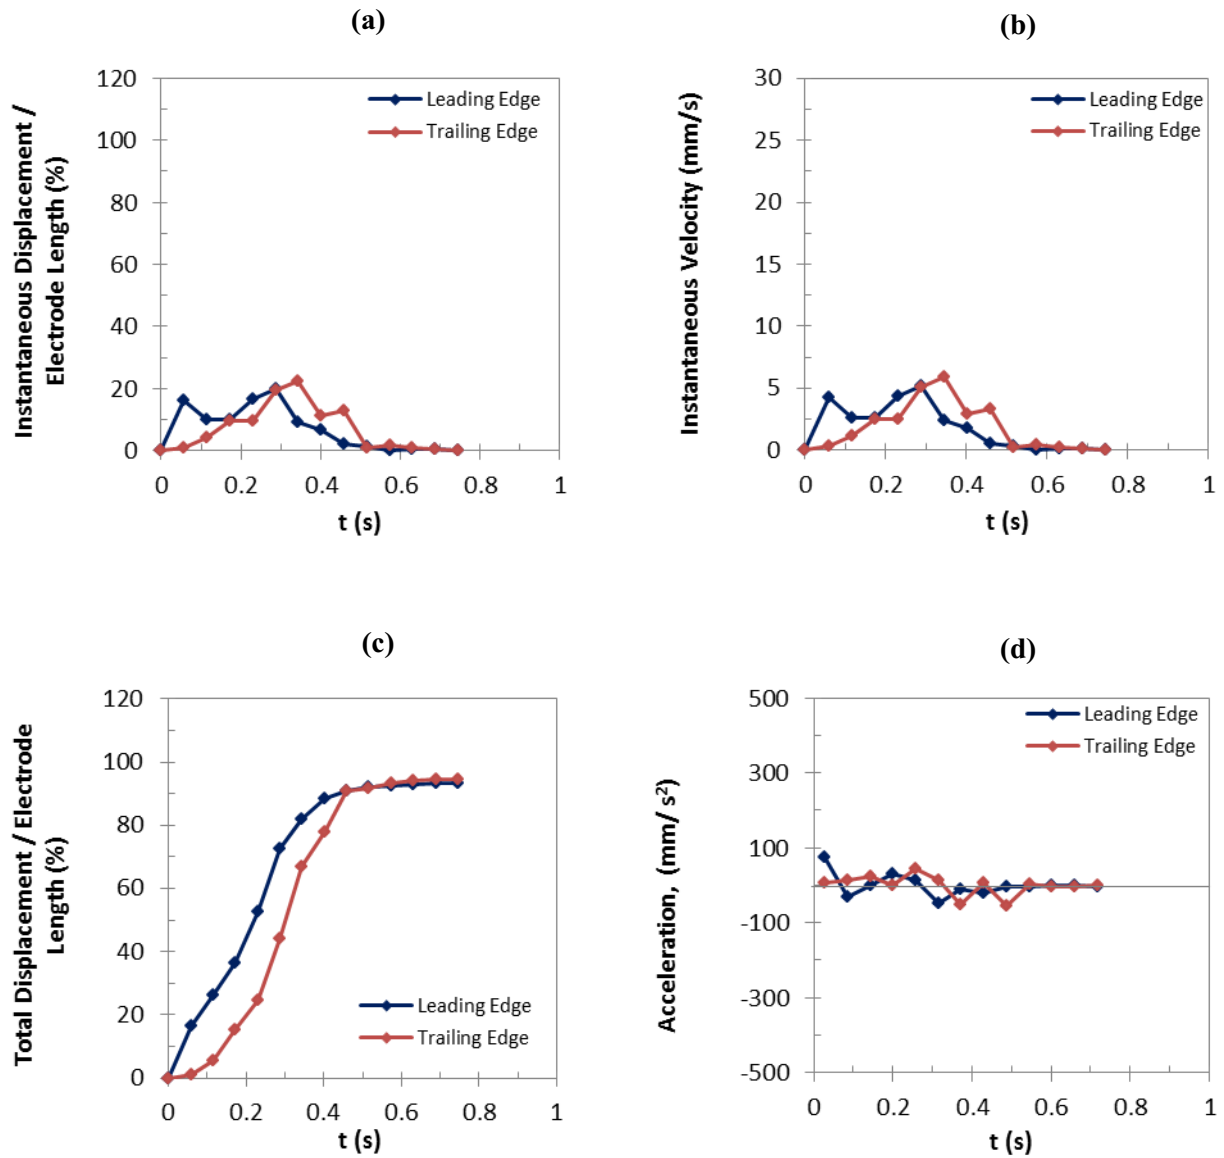 (a)
Instantaneous Displacement /
Electrode Length (%)
120
100
80
60
40
20
0
Leading Edge
Trailing Edge
0
0.2
0.4
0.6
0.8
1
t (s)
(b)
Instantaneous Velocity (mm/s)
30
25
20
15
10
5
0
Leading Edge
Trailing Edge
0
0.2
0.4
0.6
0.8
1
t (s)
(c)
Total Displacement / Electrode
Length (%)
120
100
80
60
40
20
0
Leading Edge
Trailing Edge
0
0.2
0.4
0.6
0.8
1
t (s)
(d)
Acceleration, (mm/ s²)
500
300
100
-100
-300
-500
Leading Edge
Trailing Edge
0
0.2
0.4
0.6
0.8
1
t (s)